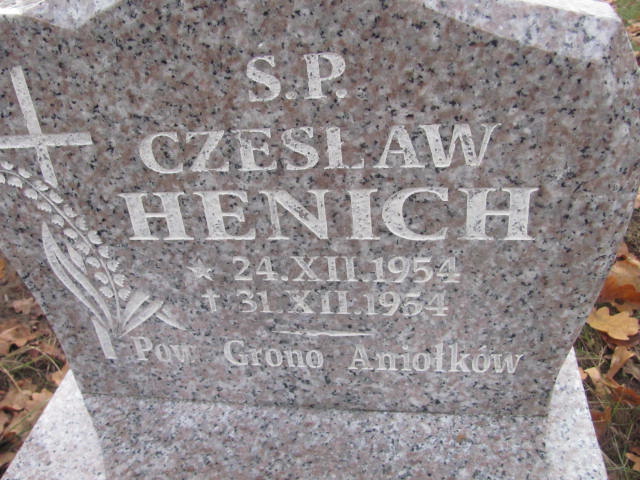 Ś.P.
CZESŁAW
HENICH
* 24.XII.1954
† 31.XII.1954
Pow. Grono Aniołków